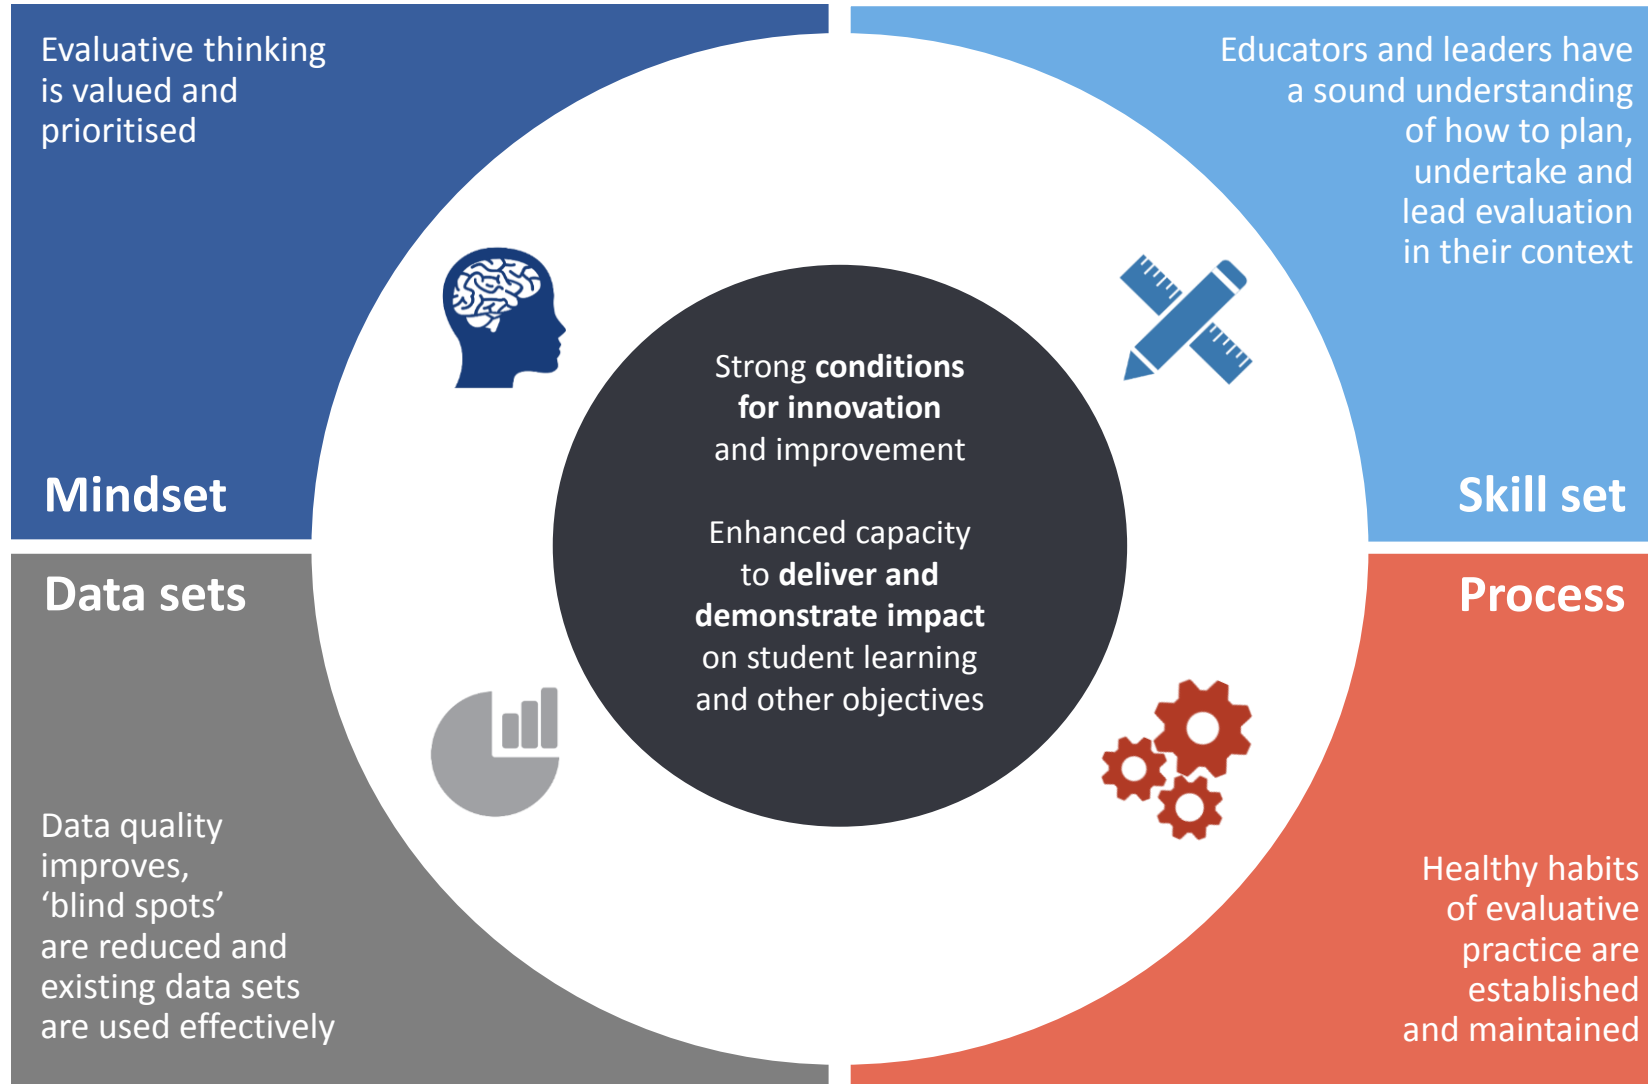 Evaluative thinking
is valued and
prioritised
Mindset
Educators and leaders have
a sound understanding
of how to plan,
undertake and
lead evaluation
in their context
Skill set
Strong conditions
for innovation
and improvement
Enhanced capacity
to deliver and
demonstrate impact
on student learning
and other objectives
Data sets
Data quality
improves,
‘blind spots’
are reduced and
existing data sets
are used effectively
Process
Healthy habits
of evaluative
practice are
established
and maintained